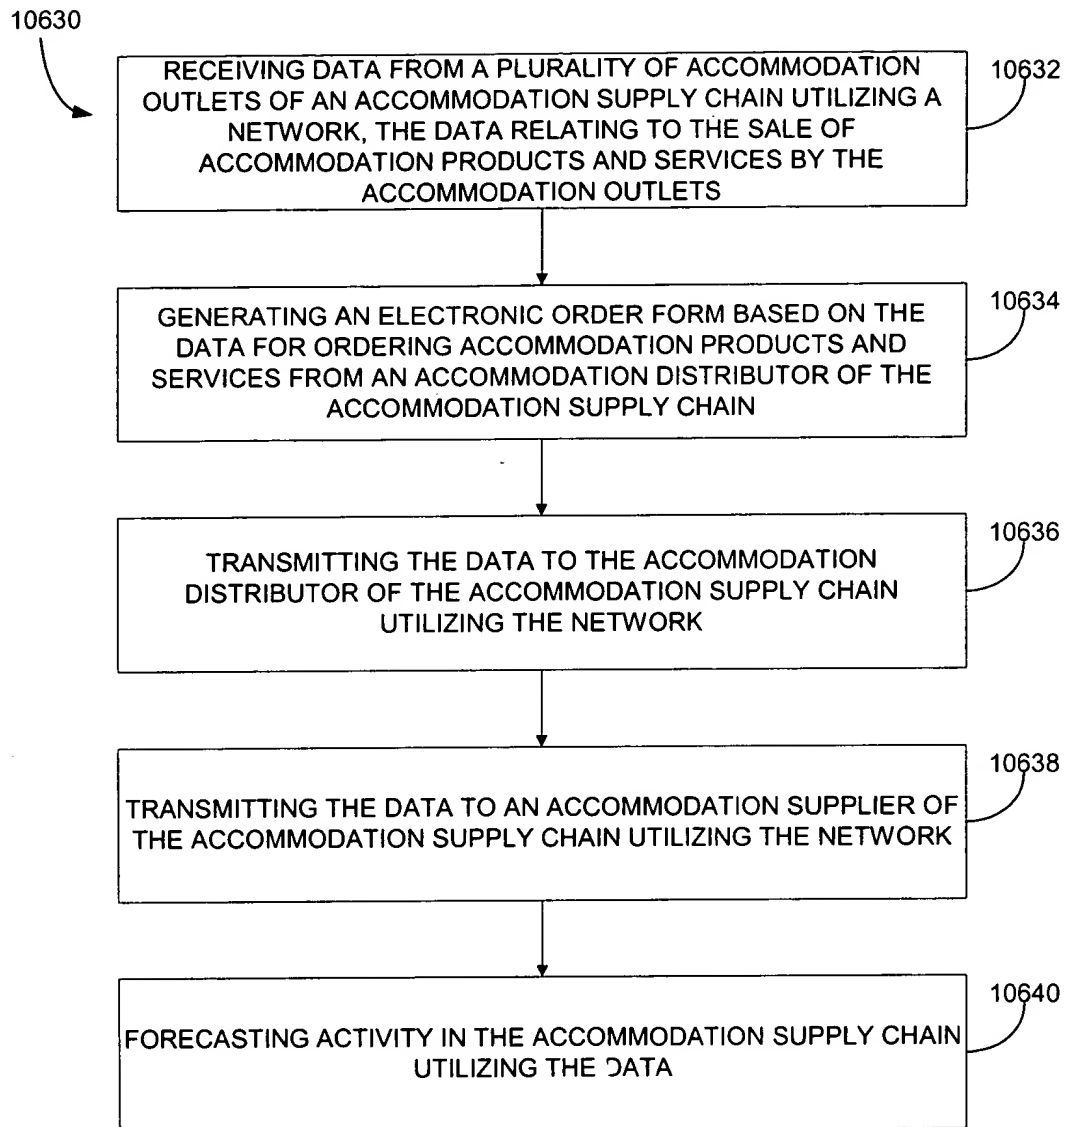 10630
RECEIVING DATA FROM A PLURALITY OF ACCOMMODATION
OUTLETS OF AN ACCOMMODATION SUPPLY CHAIN UTILIZING A
NETWORK, THE DATA RELATING TO THE SALE OF
ACCOMMODATION PRODUCTS AND SERVICES BY THE
ACCOMMODATION OUTLETS
10632
GENERATING AN ELECTRONIC ORDER FORM BASED ON THE
DATA FOR ORDERING ACCOMMODATION PRODUCTS AND
SERVICES FROM AN ACCOMMODATION DISTRIBUTOR OF THE
ACCOMMODATION SUPPLY CHAIN
10634
TRANSMITTING THE DATA TO THE ACCOMMODATION
DISTRIBUTOR OF THE ACCOMMODATION SUPPLY CHAIN
UTILIZING THE NETWORK
10636
TRANSMITTING THE DATA TO AN ACCOMMODATION SUPPLIER OF
THE ACCOMMODATION SUPPLY CHAIN UTILIZING THE NETWORK
10638
FORECASTING ACTIVITY IN THE ACCOMMODATION SUPPLY CHAIN
UTILIZING THE DATA
10640